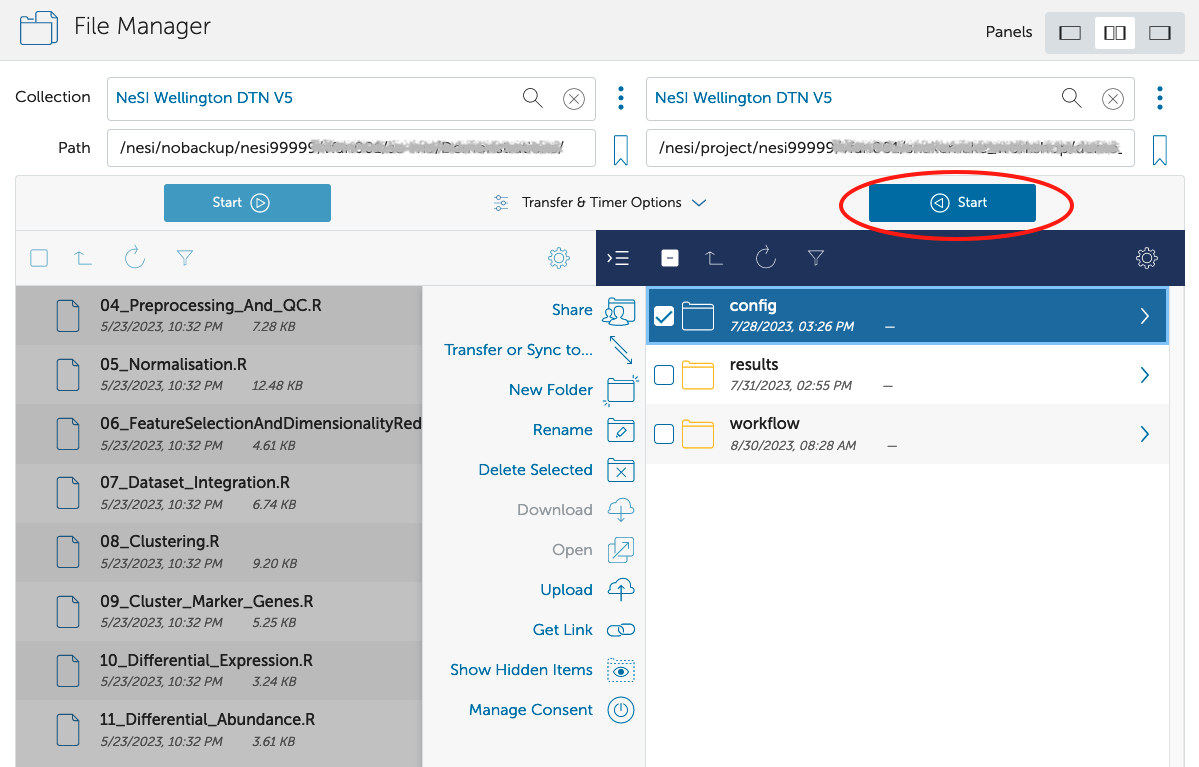 File Manager
Panels
Collection
NeSI Wellington DTN V5
NeSI Wellington DTN V5
Path
/nesi/nobackup/nesi99999/
/nesi/project/nesi99999
Start
Transfer & Timer Options
Start
04_Preprocessing_And_QC.R
5/23/2023, 10:32 PM 7.28 KB
05_Normalisation.R
5/23/2023, 10:32 PM 12.48 KB
06_FeatureSelectionAndDimensionalityRed
5/23/2023, 10:32 PM 4.61 KB
07_Dataset_Integration.R
5/23/2023, 10:32 PM 6.74 KB
08_Clustering.R
5/23/2023, 10:32 PM 9.20 KB
09_Cluster_Marker_Genes.R
5/23/2023, 10:32 PM 5.25 KB
10_Differential_Expression.R
5/23/2023, 10:32 PM 3.24 KB
11_Differential_Abundance.R
5/23/2023, 10:32 PM 3.61 KB
Share
Transfer or Sync to...
New Folder
Rename
Delete Selected
Download
Open
Upload
Get Link
Show Hidden Items
Manage Consent
config
7/28/2023, 03:26 PM —
results
7/31/2023, 02:55 PM —
workflow
8/30/2023, 08:28 AM —